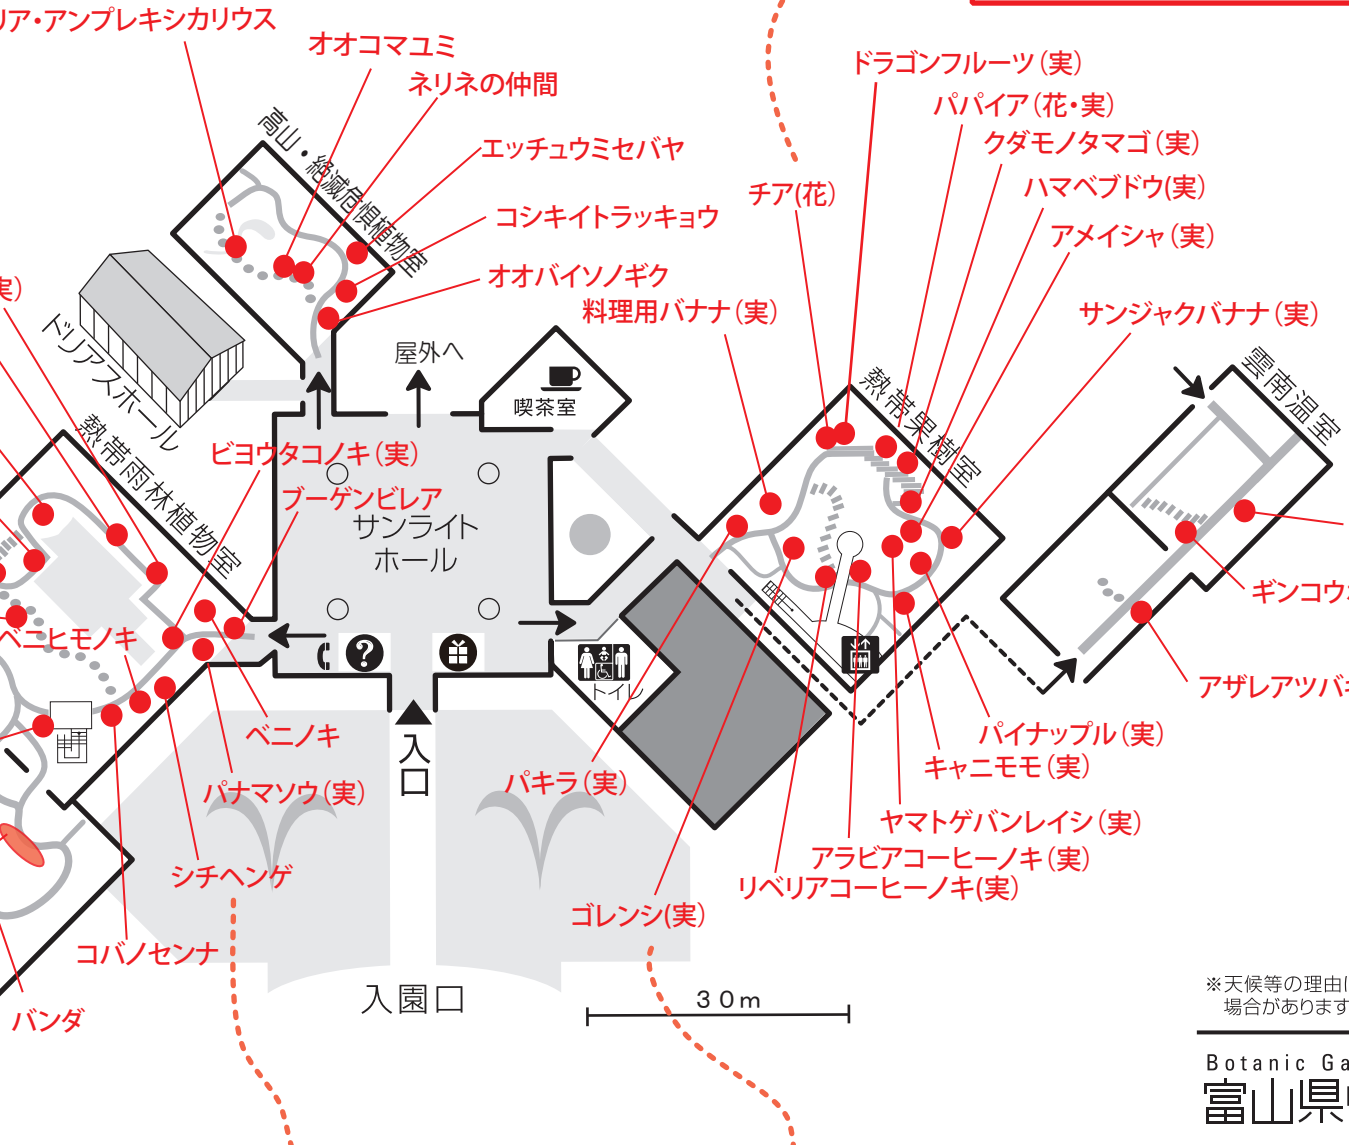 リア・アンプレキシカリウス
オオコマユミ
ネリネの仲間
エッチュウミセバヤ
コシキイトラッキョウ
オオバイソノギク
高山・絶滅危惧植物室
ドリアスホール
屋外へ
喫茶室
料理用バナナ（実）
チア(花)
ドラゴンフルーツ（実）
パパイア（花・実）
クダモノタマゴ（実）
ハマベブドウ(実)
アメイシャ（実）
サンジャクバナナ（実）
熱帯果樹室
雲南温室
実）
熱帯雨林植物室
ビヨウタコノキ（実）
ブーゲンビレア
サンライト
ホール
ベニヒモノキ
ベニノキ
パナマソウ（実）
シチヘンゲ
コバノセンナ
バンダ
トイレ
入口
入園口
パキラ（実）
ゴレンシ(実)
リベリアコーヒーノキ(実）
アラビアコーヒーノキ（実）
ヤマトゲバンレイシ（実）
キャニモモ（実）
パイナップル（実）
ギンコウ
アザレアツバキ
30m
※天候等の理由に
場合があります
Botanic Ga
富山県